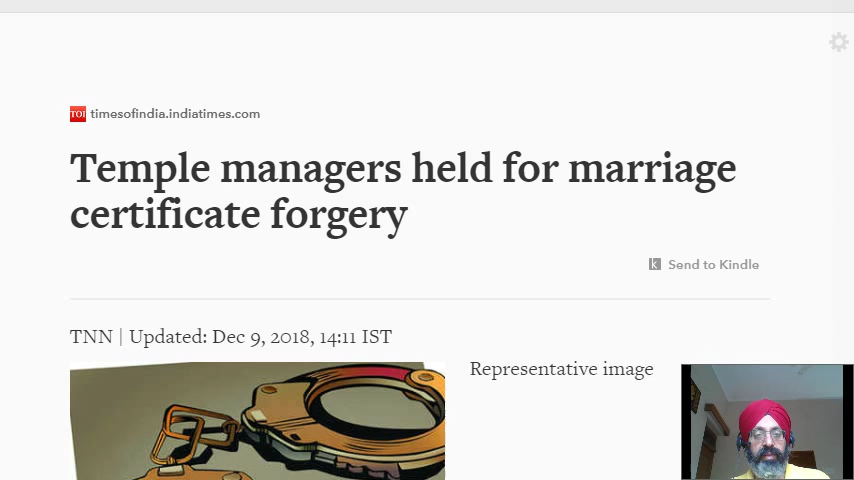 TOI timesofindia.indiatimes.com
Temple managers held for marriage
certificate forgery
k Send to Kindle
TNN | Updated: Dec 9, 2018, 14:11 IST
Representative image